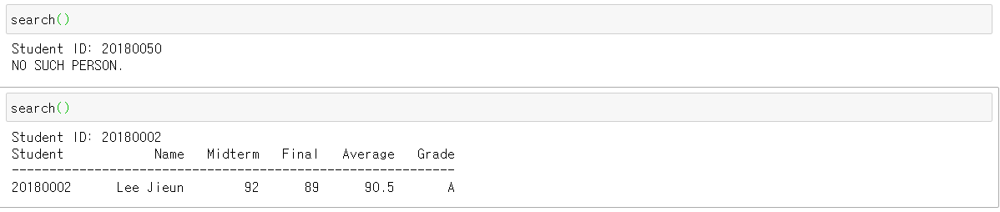 search()
Student ID: 20180050
NO SUCH PERSON.
search()
Student ID: 20180002
Student            Name   Midterm   Final   Average   Grade
-----------------------------------------------------------
20180002      Lee Jieun        92      89      90.5       A